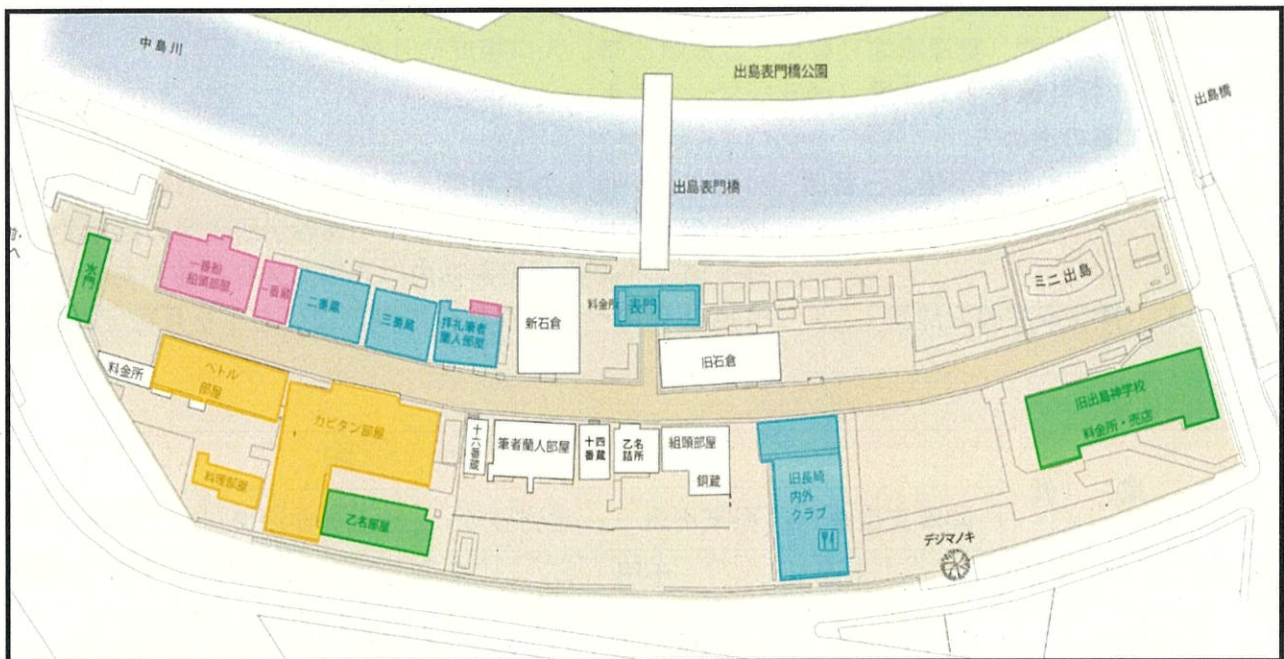 中島川
出島表門橋公園
出島橋
出島表門橋
水門
一番船
船頭部屋
一番蔵
二番蔵
三番蔵
拝礼筆者
蘭人部屋
新石倉
料金所
表門
旧石倉
ミニ出島
料金所
ヘトル
部屋
カピタン部屋
料理部屋
乙名部屋
十六番蔵
筆者蘭人部屋
十四
番蔵
乙名
詰所
組頭部屋
銅蔵
旧長崎
内外
クラブ
旧出島神学校
料金所・売店
デジマノキ